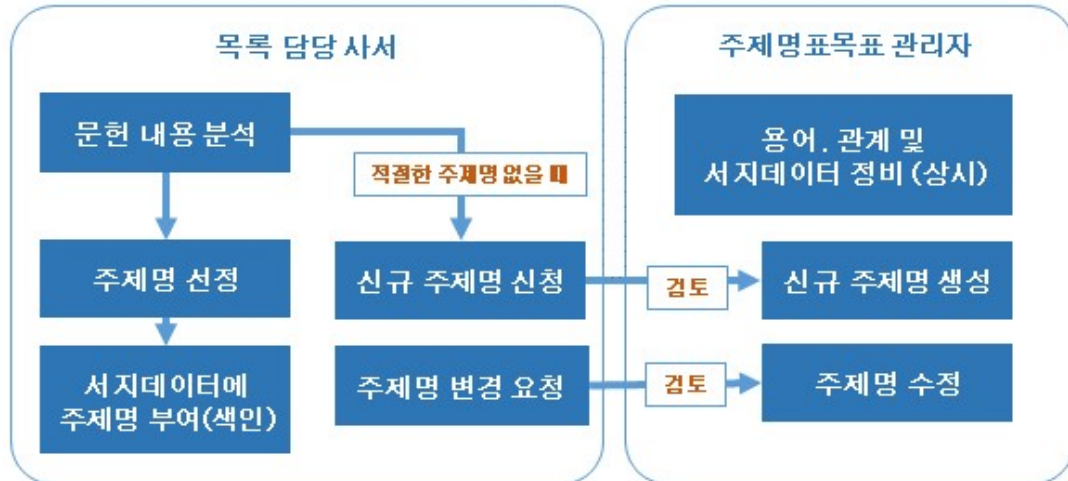 목록 담당 사서
문헌 내용 분석
적절한 주제명 없을
주제명 선정
신규 주제명 신청
서지데이터에
주제명 부여(색인)
주제명 변경 요청
검토
검토
주제명표목표 관리자
용어. 관계 및
서지데이터 정비 (상시)
신규 주제명 생성
주제명 수정